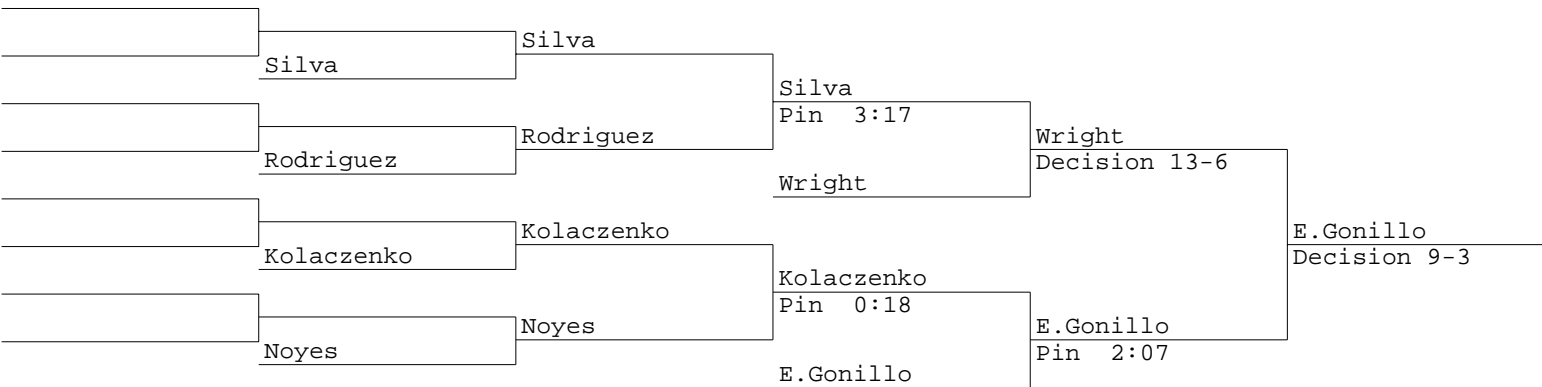 Silva
Silva
Silva
Pin 3:17
Rodriguez
Wright
Rodriguez
Decision 13-6
Wright
Kolaczenko
E.Gonillo
Kolaczenko
Decision 9-3
Kolaczenko
Pin 0:18
Noyes
E.Gonillo
Noyes
Pin 2:07
E.Gonillo